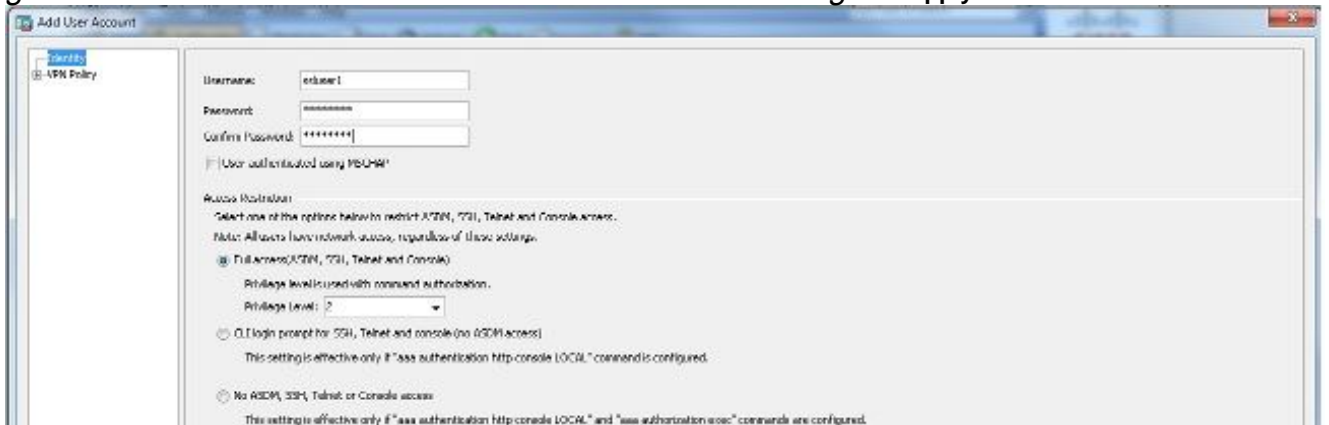 Add User Account
Identity
VPN Policy
Username:
Password: ********
Confirm Password: ********
User authenticated using MSCHAP
Access Restriction
Select one of the options below to restrict ASDM, SSH, Telnet and Console access.
Note: All users have network access, regardless of these settings.
Full access(ASDM, SSH, Telnet and Console)
Privilege level is used with command authorization.
Privilege Level: 2
CLI login prompt for SSH, Telnet and console (no ASDM access)
This setting is effective only if "aaa authentication http console LOCAL" command is configured.
No ASDM, SSH, Telnet or Console access
This setting is effective only if "aaa authentication http console LOCAL" and "aaa authorization exec" commands are configured.